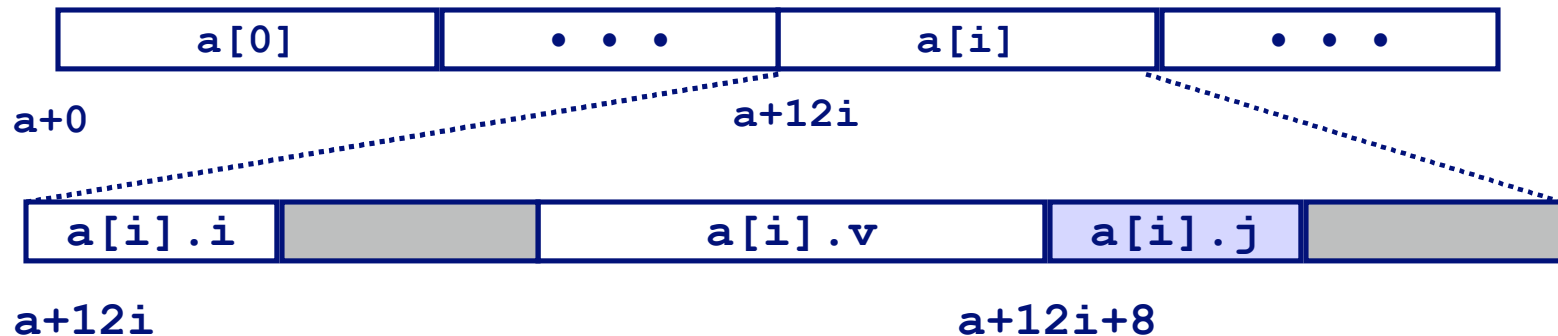 a[0] • • • a[i] • • •
a+0 a+12i
a[i].i a[i].v a[i].j
a+12i a+12i+8